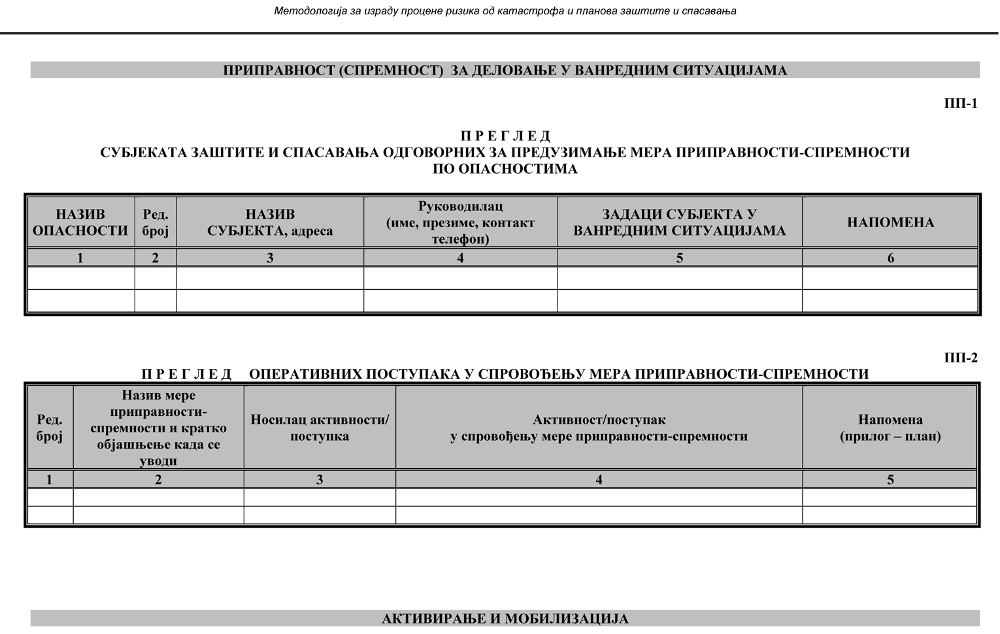 Методологија за израду процене ризика од катастрофа и планова заштите и спасавања
ПРИПРАВНОСТ (СПРЕМНОСТ) ЗА ДЕЛОВАЊЕ У ВАНРЕДНИМ СИТУАЦИЈАМА
ПП-1
П Р Е Г Л Е Д
СУБЈЕКАТА ЗАШТИТЕ И СПАСАВАЊА ОДГОВОРНИХ ЗА ПРЕДУЗИМАЊЕ МЕРА ПРИПРАВНОСТИ-СПРЕМНОСТИ
ПО ОПАСНОСТИМА
НАЗИВ
ОПАСНОСТИ
Ред.
број
НАЗИВ
СУБЈЕКТА, адреса
Руководилац
(име, презиме, контакт
телефон)
ЗАДАЦИ СУБЈЕКТА У
ВАНРЕДНИМ СИТУАЦИЈАМА
НАПОМЕНА
1 2 3 4 5 6
ПП-2
П Р Е Г Л Е Д ОПЕРАТИВНИХ ПОСТУПАКА У СПРОВОЂЕЊУ МЕРА ПРИПРАВНОСТИ-СПРЕМНОСТИ
Ред.
број
Назив мере
приправности-
спремности и кратко
објашњење када се
уводи
Носилац активности/
поступка
Активност/поступак
у спровођењу мере приправности-спремности
Напомена
(прилог – план)
1 2 3 4 5
АКТИВИРАЊЕ И МОБИЛИЗАЦИЈА